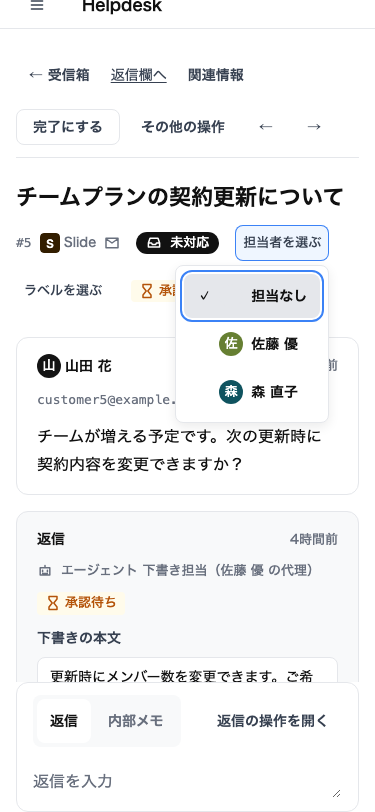 Helpdesk
← 受信箱 返信欄へ 関連情報
完了にする その他の操作 ← →
チームプランの契約更新について
#5 S Slide 未対応 担当者を選ぶ
ラベルを選ぶ
✓ 担当なし
佐 佐藤 優
森 森 直子
山 山田 花 前
customer5@example.
チームが増える予定です。次の更新時に
契約内容を変更できますか？
返信 4時間前
エージェント 下書き担当（佐藤 優 の代理）
承認待ち
下書きの本文
更新時にメンバー数を変更できます。ご希
返信 内部メモ 返信の操作を開く
返信を入力